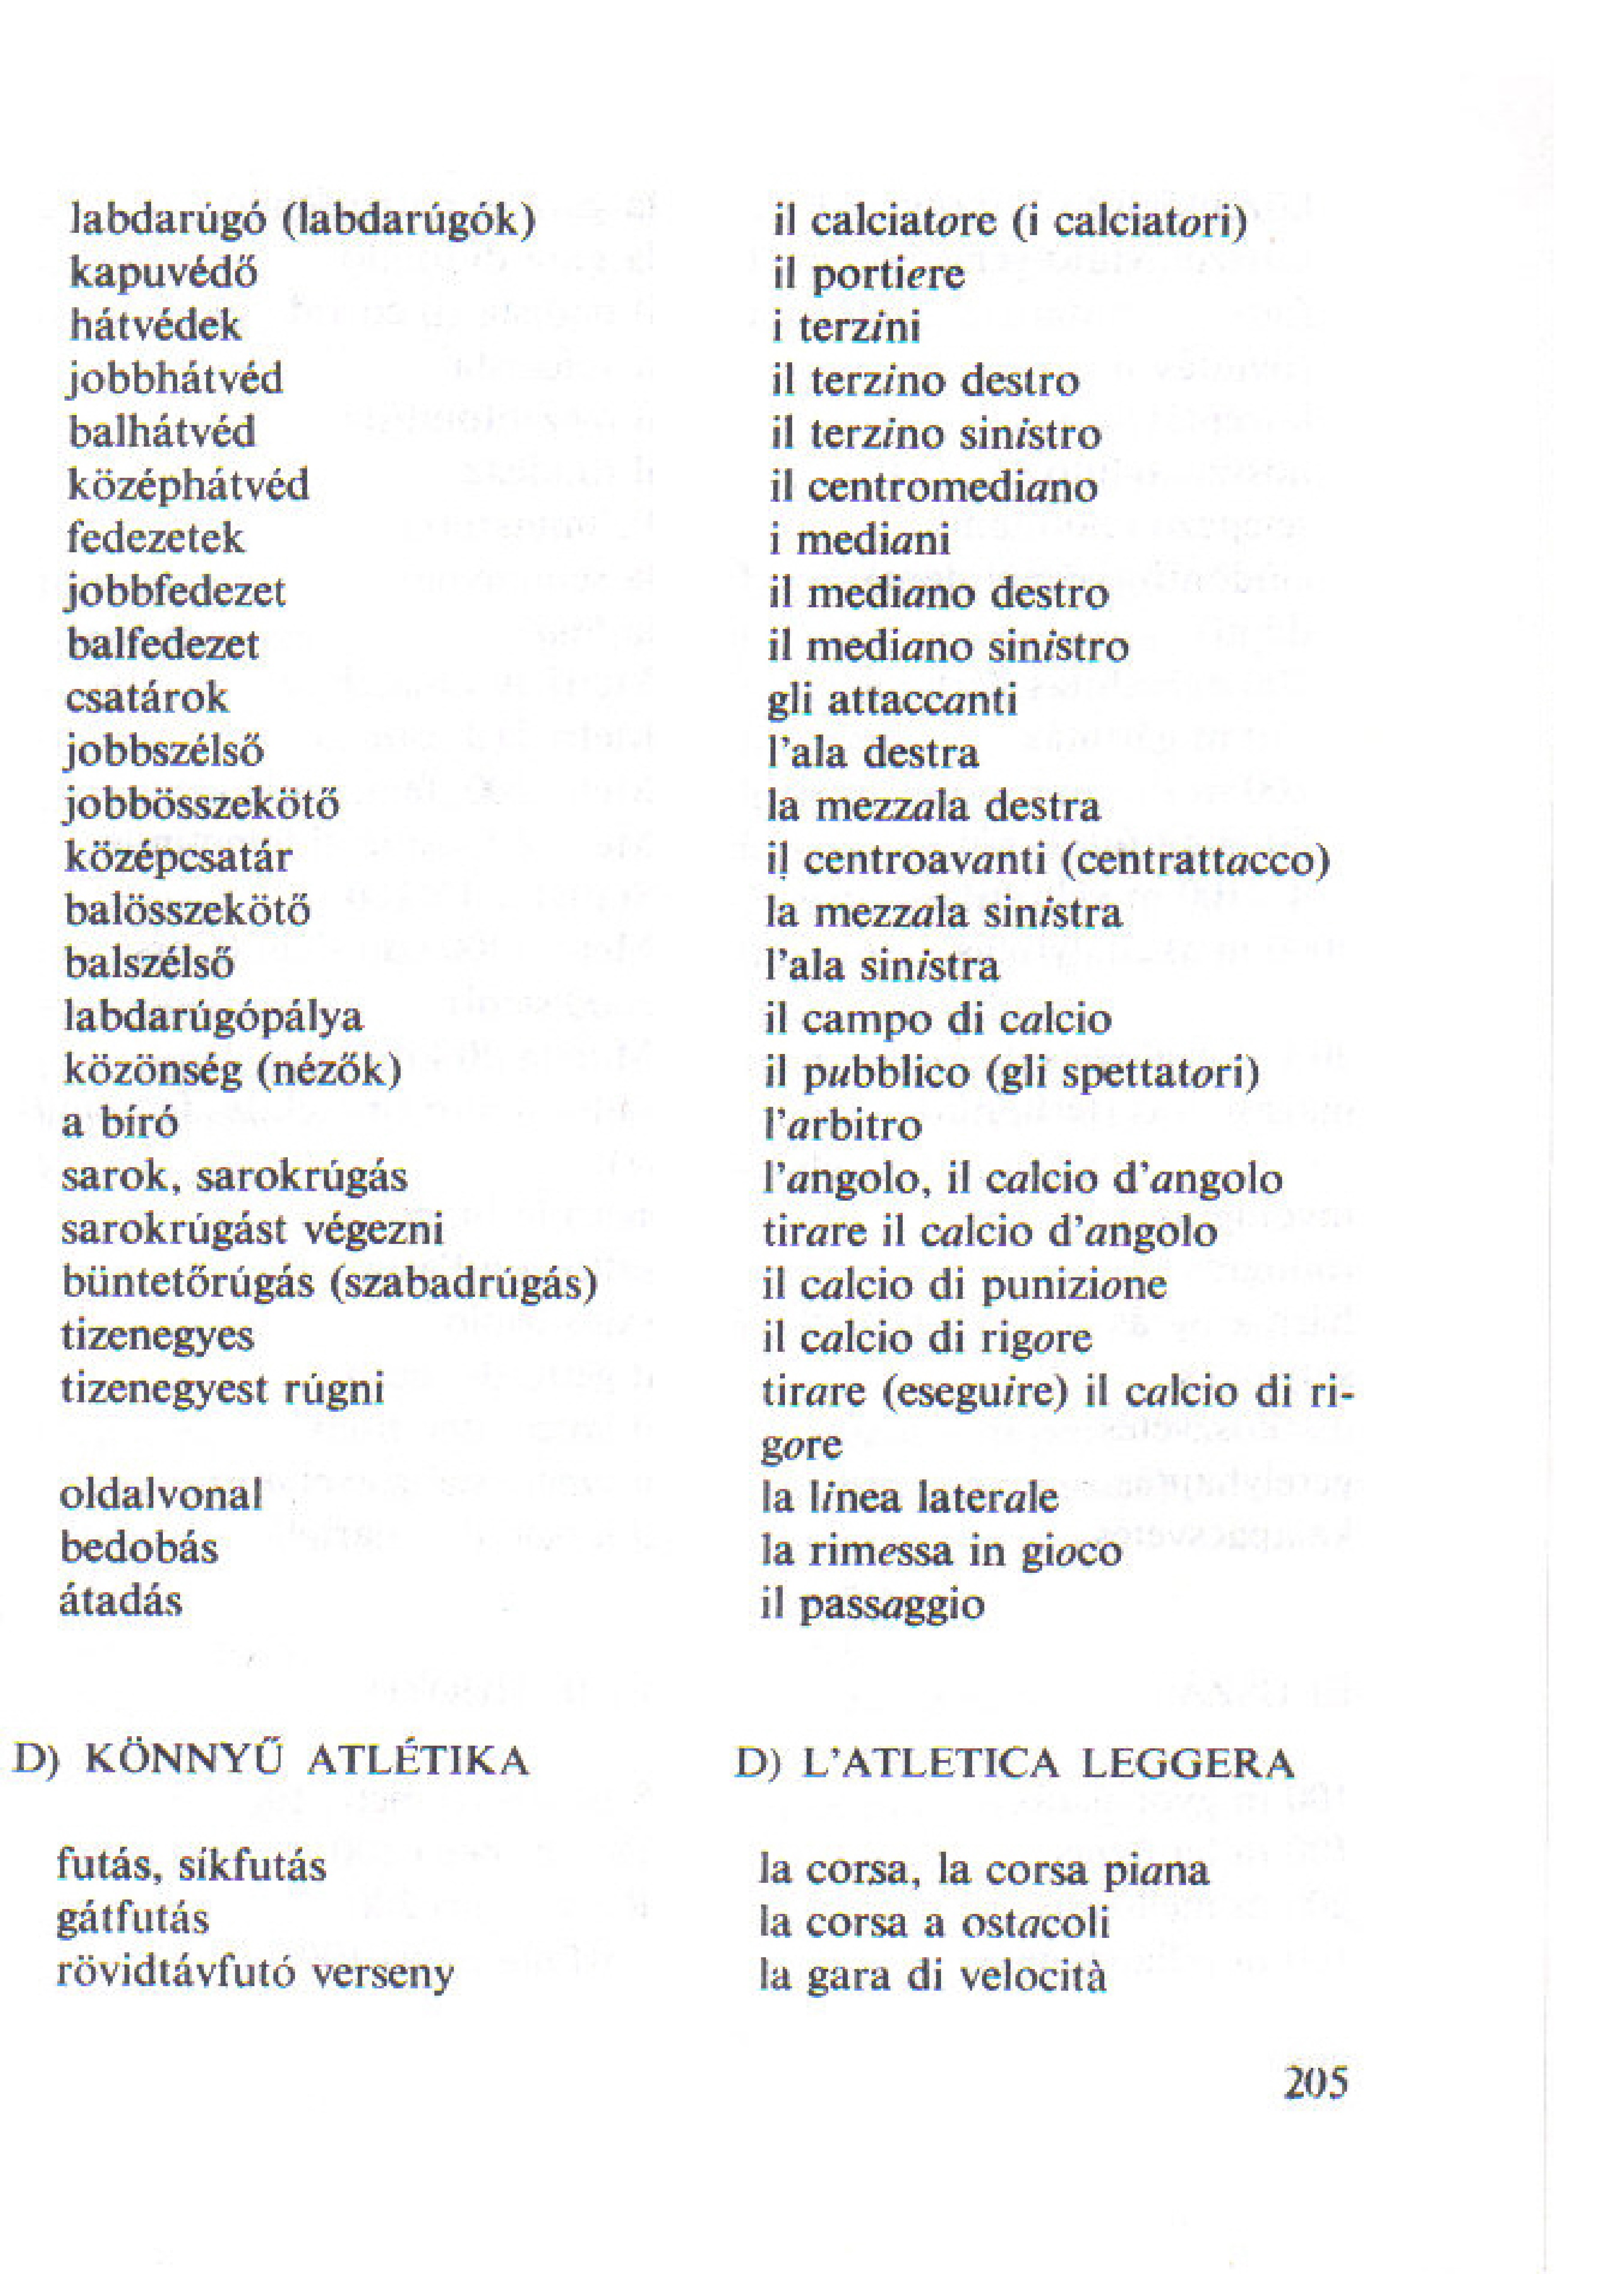 labdarúgó (labdarúgók) il calciatore (i calciatori)
kapuvédő il portiere
hátvédek i terzini
jobbhátvéd il terzino destro
balhátvéd il terzino sinistro
középhátvéd il centromediano
fedezetek i mediani
jobbfedezet il mediano destro
balfedezet il mediano sinistro
csatárok gli attaccanti
jobbszélső l'ala destra
jobbösszekötő la mezzala destra
középcsatár il centroavanti (centrattacco)
balösszekötő la mezzala sinistra
balszélső l'ala sinistra
labdarúgópálya il campo di calcio
közönség (nézők) il pubblico (gli spettatori)
a bíró l'arbitro
sarok, sarokrúgás l'angolo, il calcio d'angolo
sarokrúgást végezni tirare il calcio d'angolo
büntetőrúgás (szabadrúgás) il calcio di punizione
tizenegyes il calcio di rigore
tizenegyest rúgni tirare (eseguire) il calcio di ri-
gore
oldalvonal la linea laterale
bedobás la rimessa in gioco
átadás il passaggio
D) KÖNNYŰ ATLÉTIKA D) L'ATLETICA LEGGERA
futás, síkfutás la corsa, la corsa piana
gátfutás la corsa a ostacoli
rövidtávfutó verseny la gara di velocità
205